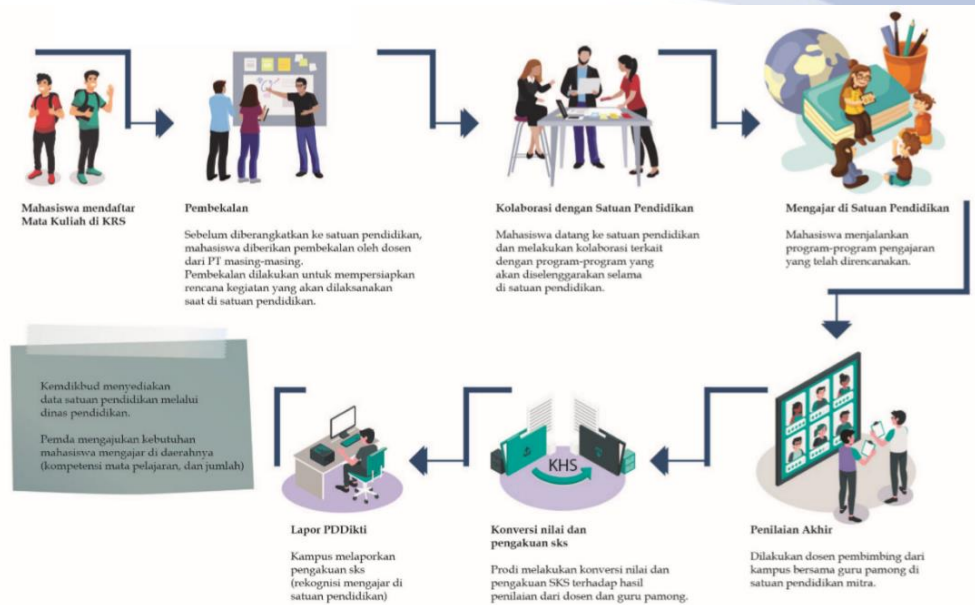 Mahasiswa mendaftar
Mata Kuliah di KRS
Pembekalan
Sebelum diberangkatkan ke satuan pendidikan,
mahasiswa diberikan pembekalan oleh dosen
dari PT masing-masing.
Pembekalan dilakukan untuk mempersiapkan
rencana kegiatan yang akan dilaksanakan
saat di satuan pendidikan.
Kolaborasi dengan Satuan Pendidikan
Mahasiswa datang ke satuan pendidikan
dan melakukan kolaborasi terkait
dengan program-program yang
akan diselenggarakan selama
di satuan pendidikan.
Mengajar di Satuan Pendidikan
Mahasiswa menjalankan
program-program pengajaran
yang telah direncanakan.
Kemdikbud menyediakan
data satuan pendidikan melalui
dinas pendidikan.
Pemda mengajukan kebutuhan
mahasiswa mengajar di daerahnya
(kompetensi mata pelajaran, dan jumlah)
Lapor PDDikti
Kampus melaporkan
pengakuan sks
(rekognisi mengajar di
satuan pendidikan)
KHS
Konversi nilai dan
pengakuan sks
Prodi melakukan konversi nilai dan
pengakuan SKS terhadap hasil
penilaian dari dosen dan guru pamong.
Penilaian Akhir
Dilakukan dosen pembimbing dari
kampus bersama guru pamong di
satuan pendidikan mitra.